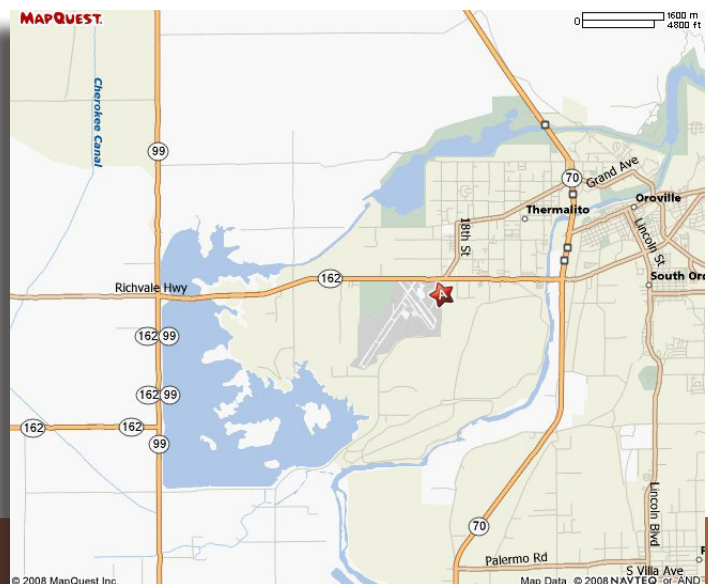 MAPQUEST.
0 1600 m
4800 ft
Cherokee Canal
99
70
Grand Ave
Oroville
Thermalito
18th St
Lincoln St
162
Richvale Hwy
South Oro
162 99
162 99
162
162
99
70
Lincoln Blvd
Palermo Rd
S Villa Ave
P
A
© 2008 MapQuest Inc.
Map Data © 2008 NAVTEQ or AND